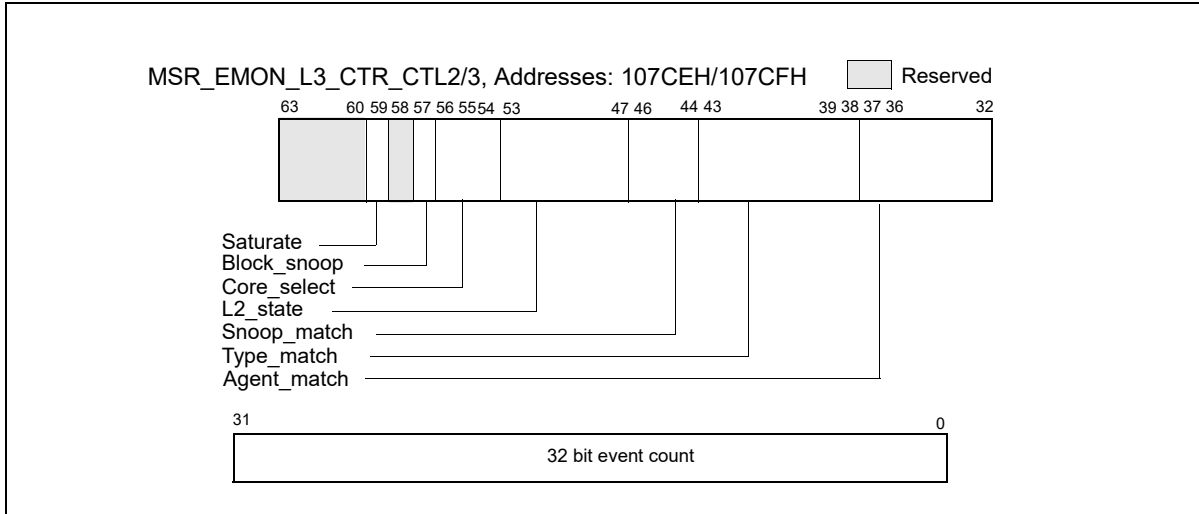 MSR_EMON_L3_CTR_CTL2/3, Addresses: 107CEH/107CFH Reserved
63 60 59 58 57 56 55 54 53 47 46 44 43 39 38 37 36 32
Saturate
Block_snoop
Core_select
L2_state
Snoop_match
Type_match
Agent_match
31 0
32 bit event count